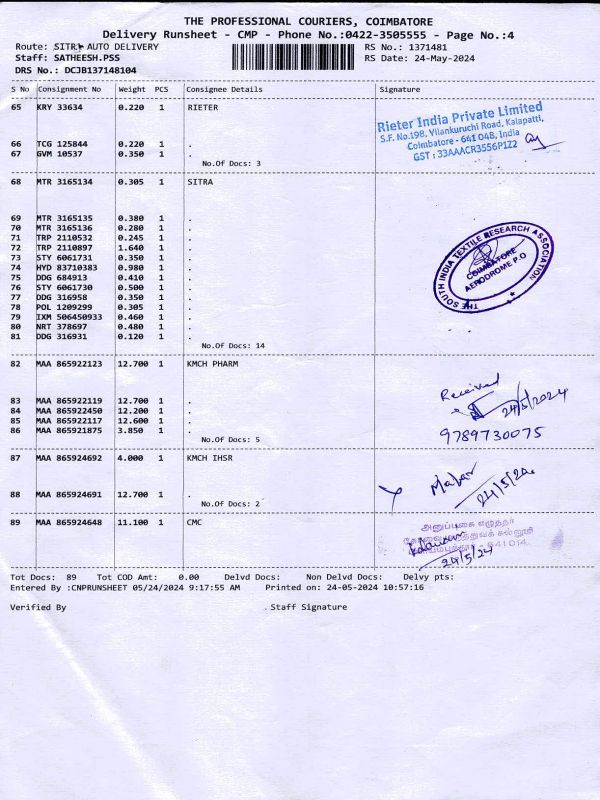 THE PROFESSIONAL COURIERS, COIMBATORE
Delivery Runsheet - CMP - Phone No.:0422-3505555 - Page No.:4
Route: SITRA AUTO DELIVERY RS No.: 1371481
Staff: SATHEESH.PSS RS Date: 24-May-2024
DRS No.: DCJB137148104
S No Consignment No Weight PCS Consignee Details Signature
65 KRY 33634 0.220 1 RIETER
Rieter India Private Limited
S.F. No.198, Vilankuruchi Road, Kalapatti,
Coimbatore - 641 048, India
GST : 33AAACR3556P1Z2
66 TCG 125844 0.220 1 .
67 GVM 10537 0.350 1 .
No.Of Docs: 3
68 MTR 3165134 0.305 1 SITRA
69 MTR 3165135 0.380 1 .
70 MTR 3165136 0.280 1 .
71 TRP 2110532 0.245 1 .
72 TRP 2110897 1.640 1 .
73 STY 6061731 0.350 1 .
74 HYD 83710383 0.980 1 .
75 DDG 684913 0.410 1 .
76 STY 6061730 0.500 1 .
77 DDG 316958 0.350 1 .
78 POL 1209299 0.305 1 .
79 IXM 506450933 0.460 1 .
80 NRT 378697 0.480 1 .
81 DDG 316931 0.120 1 .
No.Of Docs: 14
THE SOUTH INDIA TEXTILE RESEARCH ASSOCIATION
COIMBATORE
AERODROME P.O
82 MAA 865922123 12.700 1 KMCH PHARM
83 MAA 865922119 12.700 1 .
84 MAA 865922450 12.200 1 .
85 MAA 865922117 12.600 1 .
86 MAA 865921875 3.850 1 .
No.Of Docs: 5
Received
24/5/2024
9789730075
87 MAA 865924692 4.000 1 KMCH IHSR
88 MAA 865924691 12.700 1 .
No.Of Docs: 2
24/5/20
89 MAA 865924648 11.100 1 CMC
அனுப்புகை எழுத்தர்
641014
24/5/24
Tot Docs: 89 Tot COD Amt: 0.00 Delvd Docs: Non Delvd Docs: Delvy pts:
Entered By :CNPRUNSHEET 05/24/2024 9:17:55 AM Printed on: 24-05-2024 10:57:16
Verified By . Staff Signature